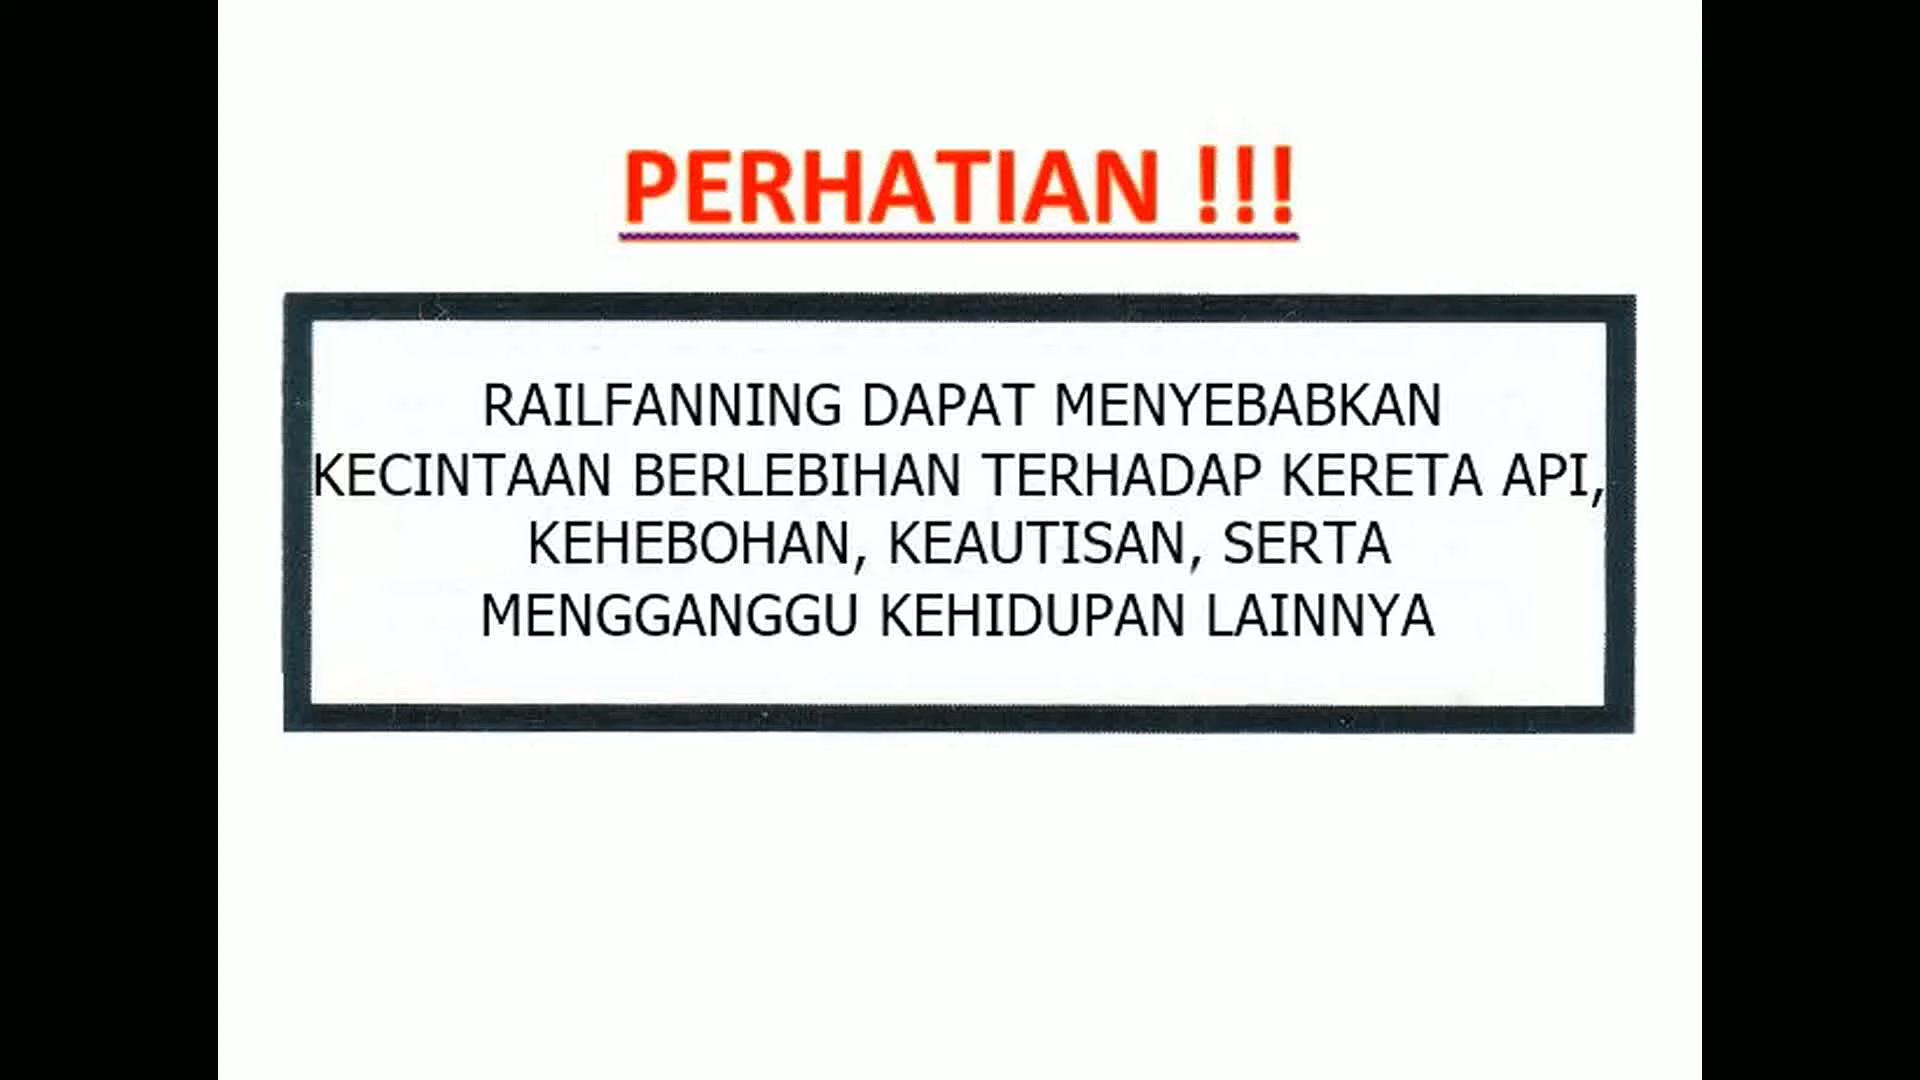 PERHATIAN !!!
RAILFANNING DAPAT MENYEBABKAN
KECINTAAN BERLEBIHAN TERHADAP KERETA API,
KEHEBOHAN, KEAUTISAN, SERTA
MENGGANGGU KEHIDUPAN LAINNYA